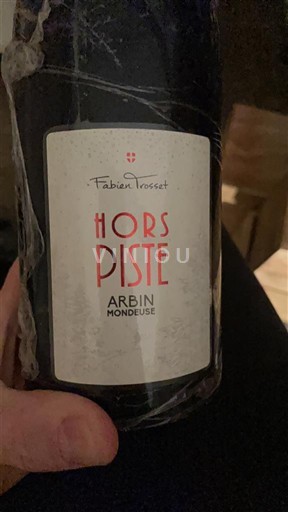 Fabien Trosset
HORS
VINIOU
PISTE
ARBIN
MONDEUSE